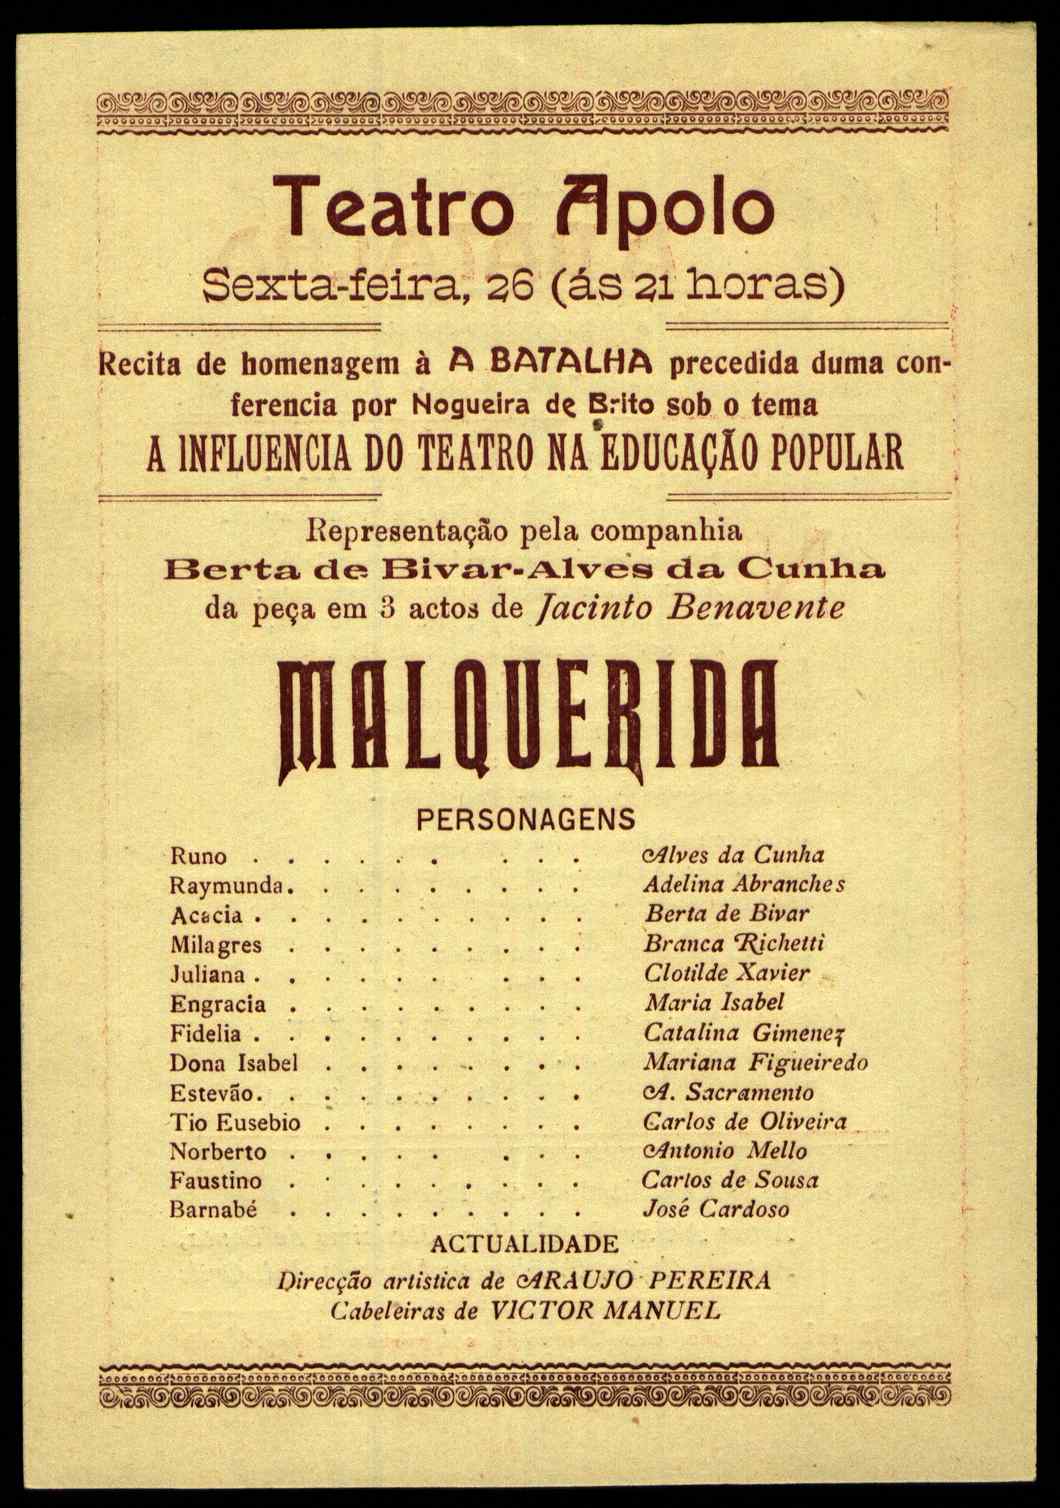 Teatro Apolo
Sexta-feira, 26 (ás 21 horas)
Recita de homenagem à A BATALHA precedida duma con-
ferencia por Nogueira de Brito sob o tema
A INFLUENCIA DO TEATRO NA EDUCAÇÃO POPULAR
Representação pela companhia
Berta de Bivar-Alves da Cunha
da peça em 3 actos de Jacinto Benavente
MALQUERIDA
PERSONAGENS
Runo . . . . . . . . . Alves da Cunha
Raymunda. . . . . . . . . Adelina Abranches
Acacia . . . . . . . . . . Berta de Bivar
Milagres . . . . . . . . . Branca Richetti
Juliana . . . . . . . . . Clotilde Xavier
Engracia . . . . . . . . . Maria Isabel
Fidelia . . . . . . . . . . Catalina Gimenez
Dona Isabel . . . . . . . . Mariana Figueiredo
Estevão. . . . . . . . . . A. Sacramento
Tio Eusebio . . . . . . . . Carlos de Oliveira
Norberto . . . . . . . . Antonio Mello
Faustino . . . . . . . . . Carlos de Sousa
Barnabé . . . . . . . . . José Cardoso
ACTUALIDADE
Direcção artistica de ARAUJO PEREIRA
Cabeleiras de VICTOR MANUEL